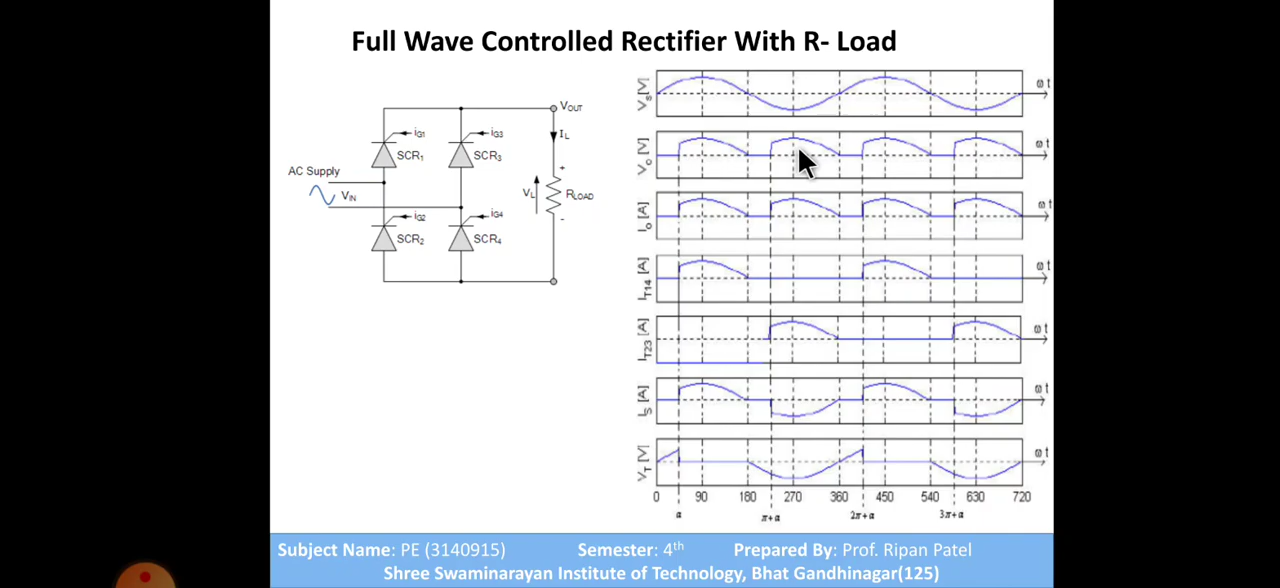 Full Wave Controlled Rectifier With R- Load
AC Supply
VIN
iG1
SCR1
iG3
SCR3
iG2
SCR2
iG4
SCR4
VOUT
IL
+
VL
RLOAD
-
Vs [V]
ωt
Vo [V]
ωt
Io [A]
ωt
IT14 [A]
ωt
IT23 [A]
ωt
IS [A]
ωt
VT [V]
ωt
0 90 180 270 360 450 540 630 720
α π+α 2π+α 3π+α
Subject Name: PE (3140915) Semester: 4th Prepared By: Prof. Ripan Patel
Shree Swaminarayan Institute of Technology, Bhat Gandhinagar(125)